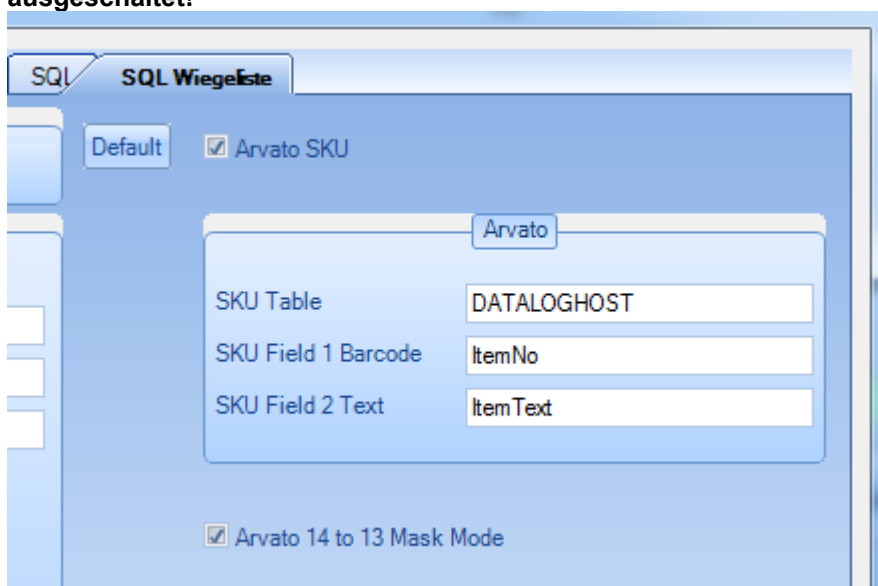 ausgeschaltet!
SQL SQL Wiegeliste
Default Arvato SKU
Arvato
SKU Table DATALOGHOST
SKU Field 1 Barcode ItemNo
SKU Field 2 Text ItemText
Arvato 14 to 13 Mask Mode